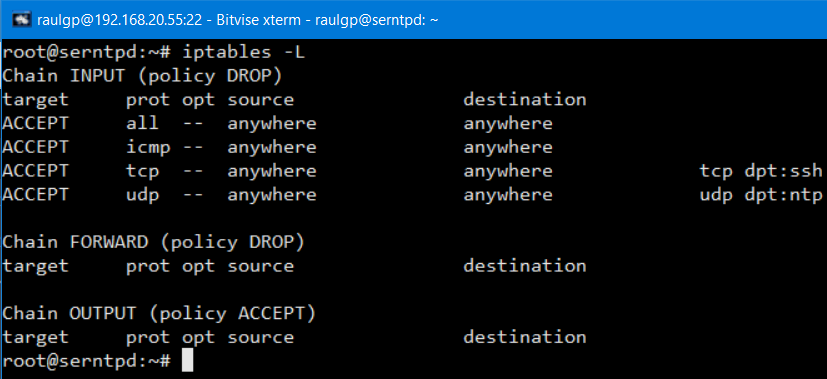 raulgp@192.168.20.55:22 - Bitvise xterm - raulgp@serntpd: ~
root@serntpd:~# iptables -L
Chain INPUT (policy DROP)
target     prot opt source               destination
ACCEPT     all  --  anywhere             anywhere
ACCEPT     icmp --  anywhere             anywhere
ACCEPT     tcp  --  anywhere             anywhere             tcp dpt:ssh
ACCEPT     udp  --  anywhere             anywhere             udp dpt:ntp
Chain FORWARD (policy DROP)
target     prot opt source               destination
Chain OUTPUT (policy ACCEPT)
target     prot opt source               destination
root@serntpd:~#